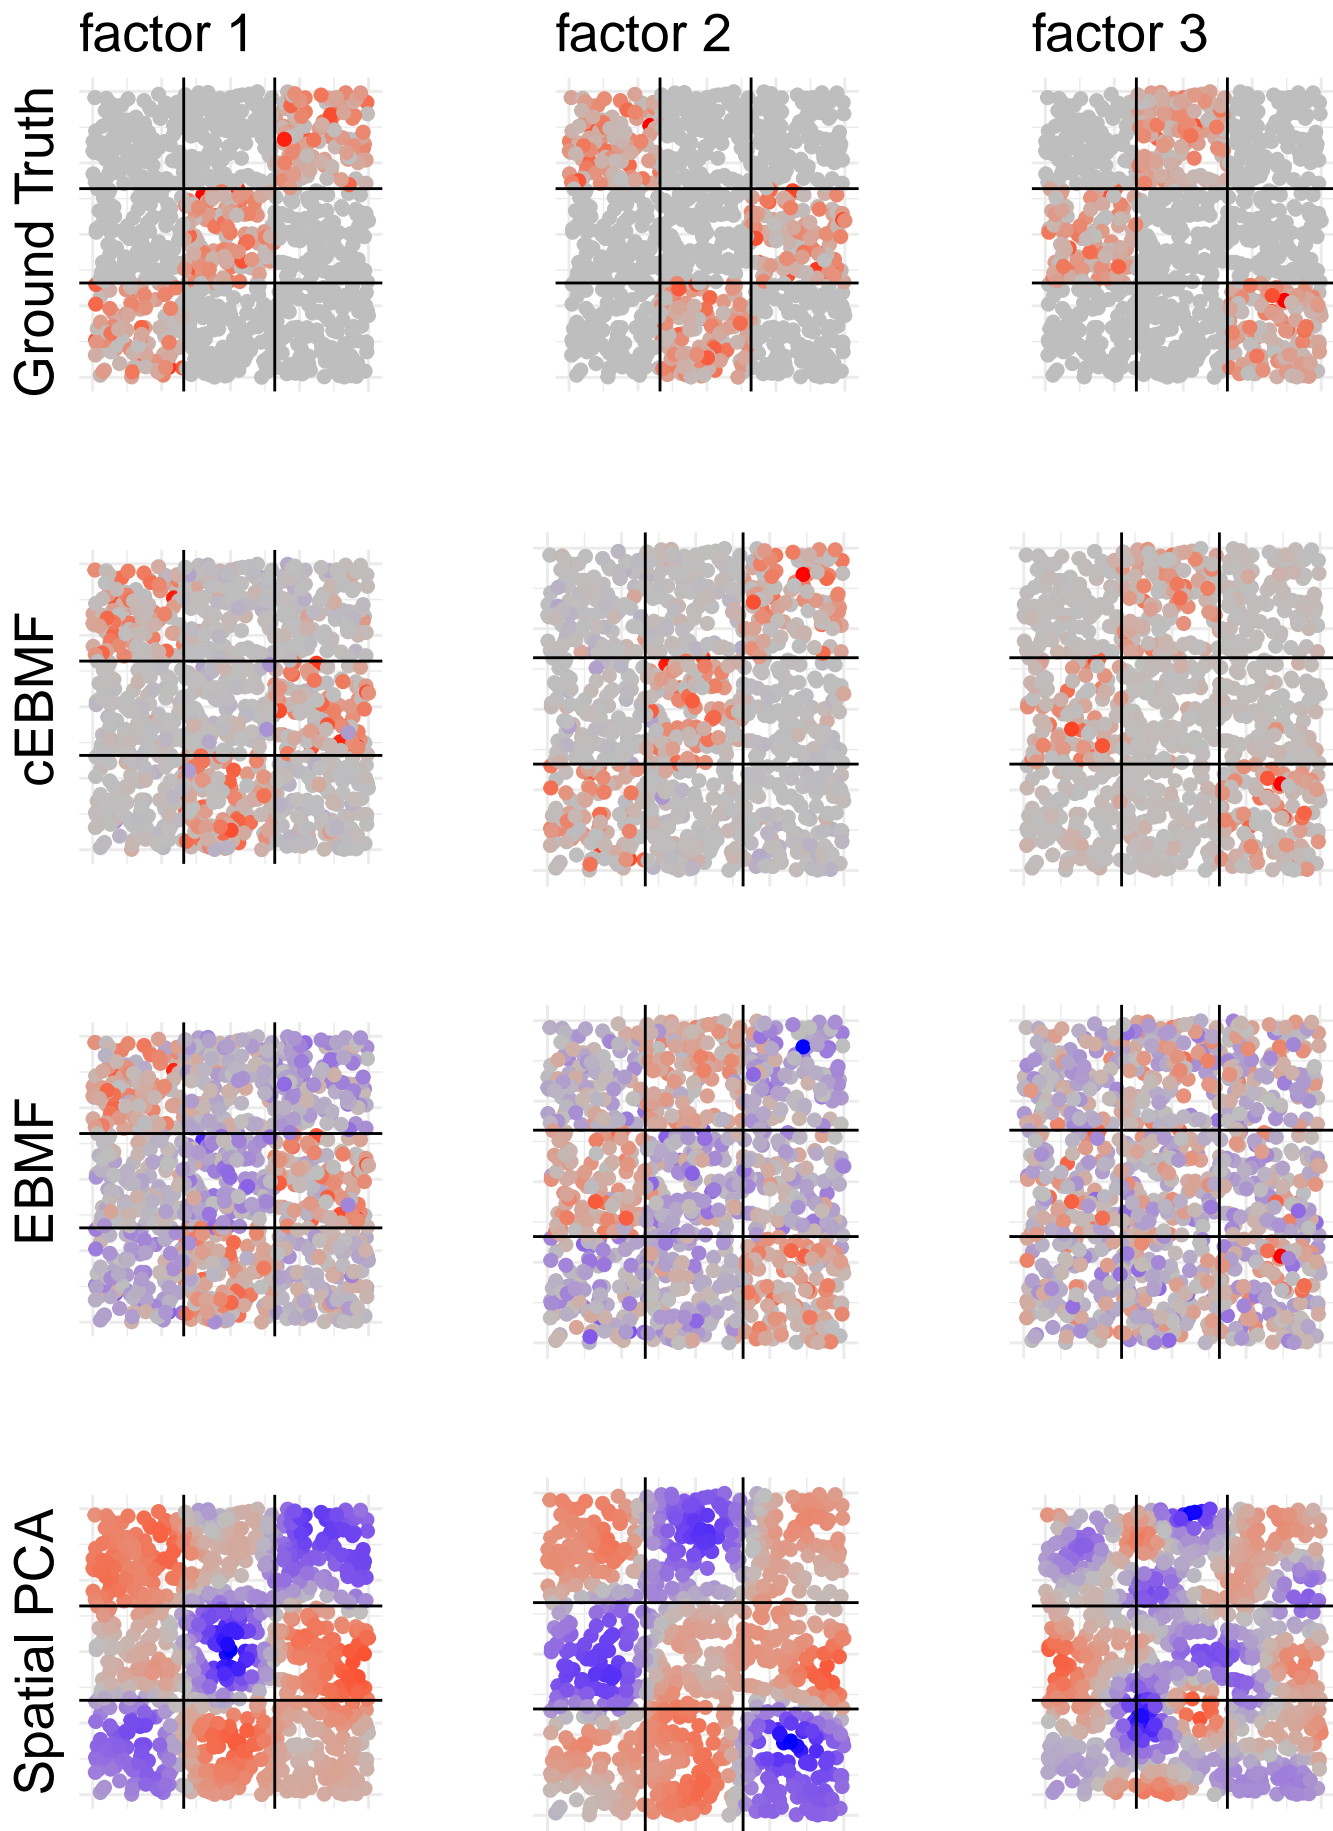 factor 1
factor 2
factor 3
Ground Truth
cEBMF
EBMF
Spatial PCA